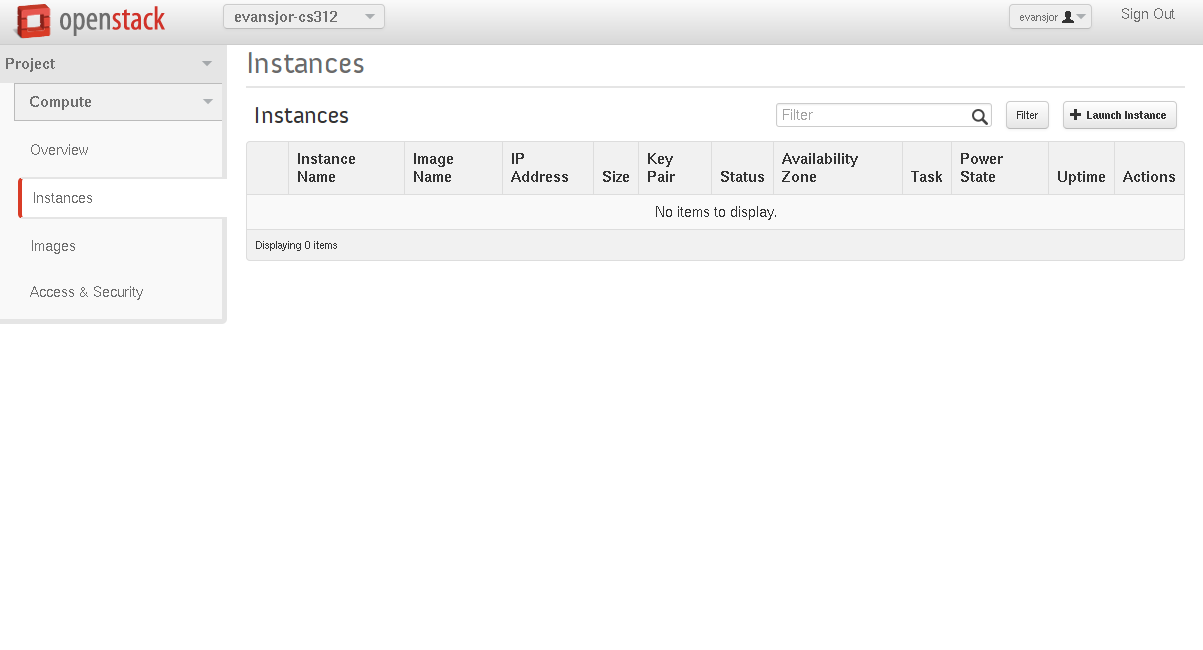 openstack
evansjor-cs312
evansjor
Sign Out
Project
Compute
Overview
Instances
Images
Access & Security
Instances
Instances
Filter
Filter
Launch Instance
Instance Name
Image Name
IP Address
Size
Key Pair
Status
Availability Zone
Task
Power State
Uptime
Actions
No items to display.
Displaying 0 items